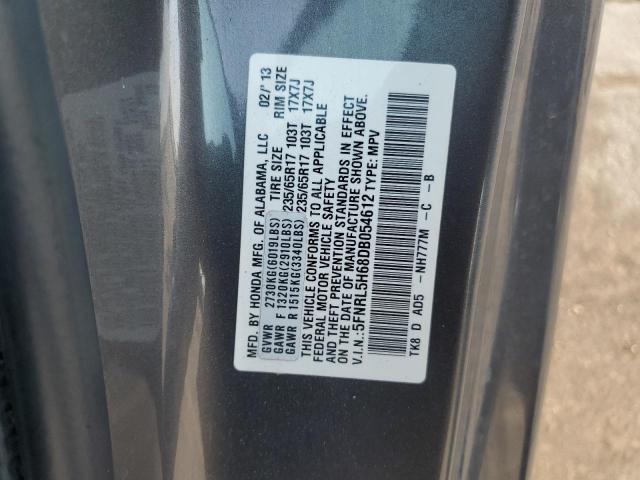 MFD. BY HONDA MFG. OF ALABAMA, LLC 02/'13
GVWR 2730KG(6019LBS) TIRE SIZE RIM SIZE
GAWR F 1320KG(2910LBS) 235/65R17 103T 17X7J
GAWR R 1515KG(3340LBS) 235/65R17 103T 17X7J
THIS VEHICLE CONFORMS TO ALL APPLICABLE
FEDERAL MOTOR VEHICLE SAFETY
AND THEFT PREVENTION STANDARDS IN EFFECT
ON THE DATE OF MANUFACTURE SHOWN ABOVE.
V.I.N.:5FNRL5H68DB054612 TYPE: MPV
TK8 D AD5 -NH777M -C -B